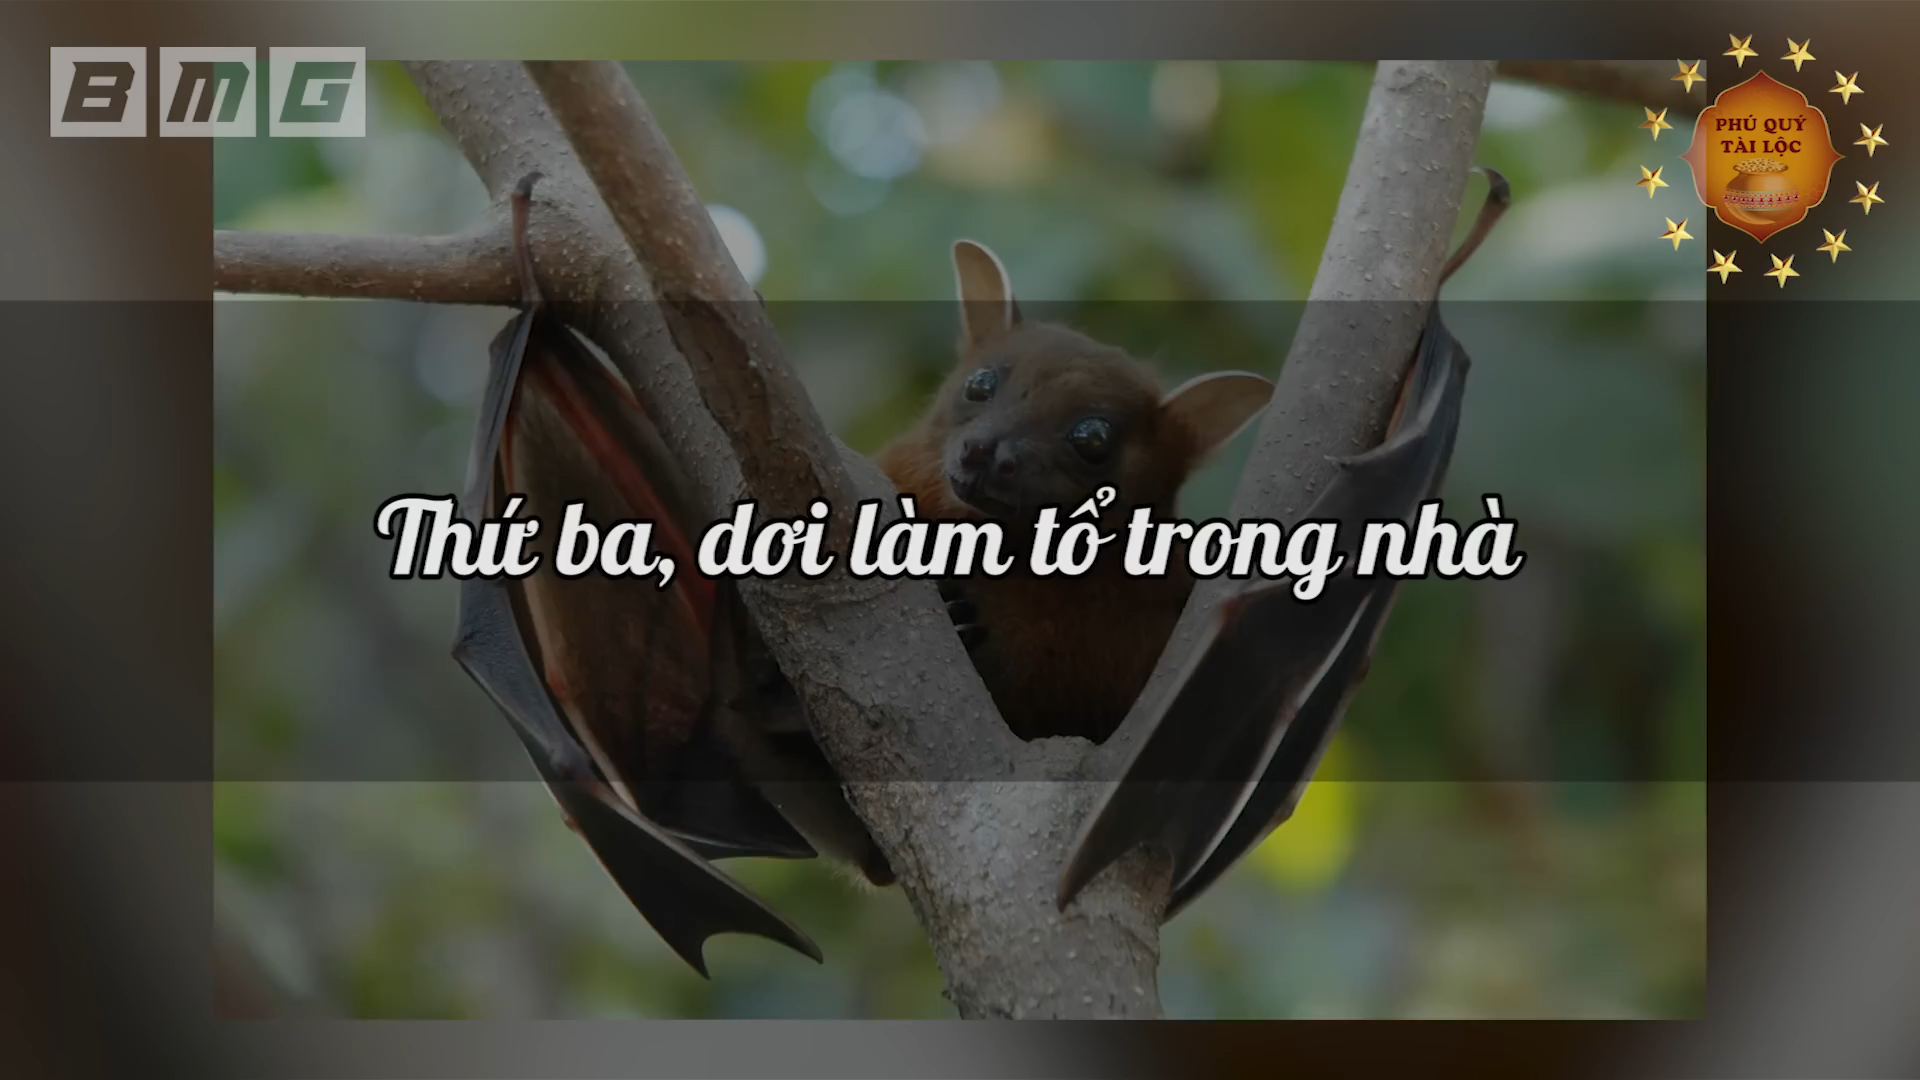 BMG
PHÚ QUÝ
TÀI LỘC
Thứ ba, dơi làm tổ trong nhà